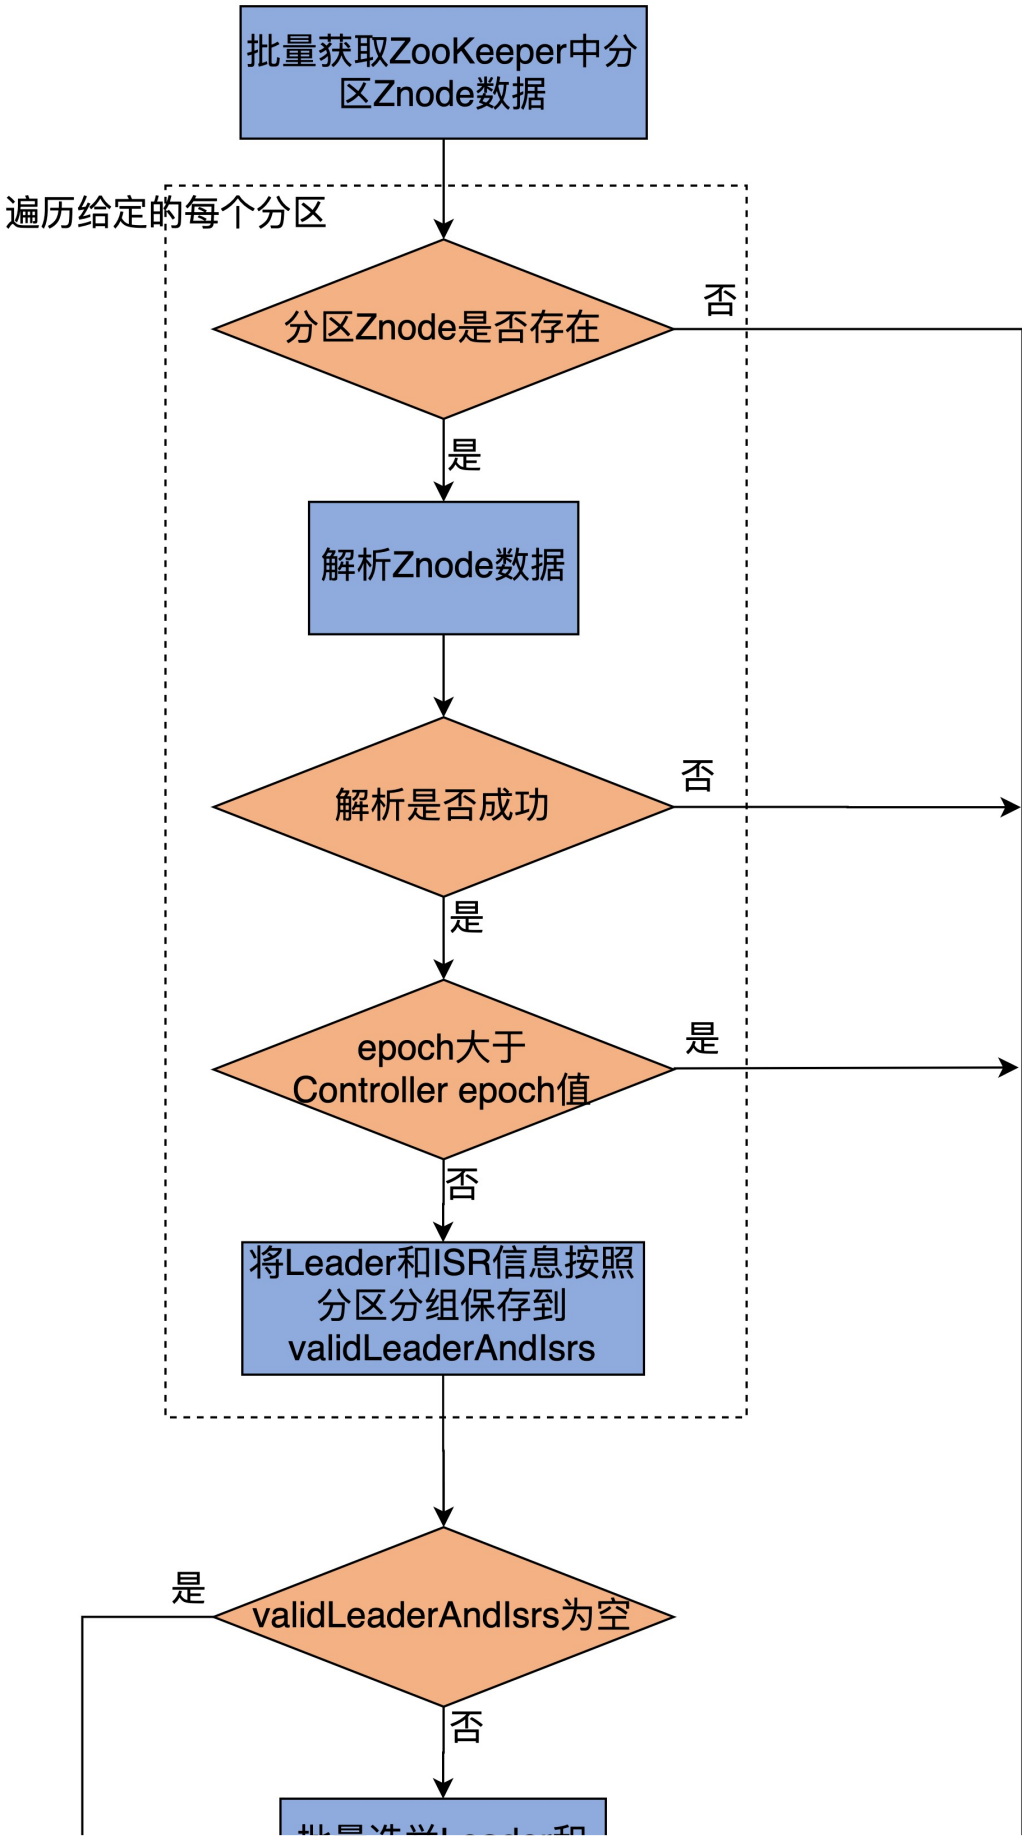 批量获取ZooKeeper中分
区Znode数据
遍历给定的每个分区
分区Znode是否存在
否
是
解析Znode数据
解析是否成功
否
是
epoch大于
Controller epoch值
是
否
将Leader和ISR信息按照
分区分组保存到
validLeaderAndIsrs
validLeaderAndIsrs为空
是
否